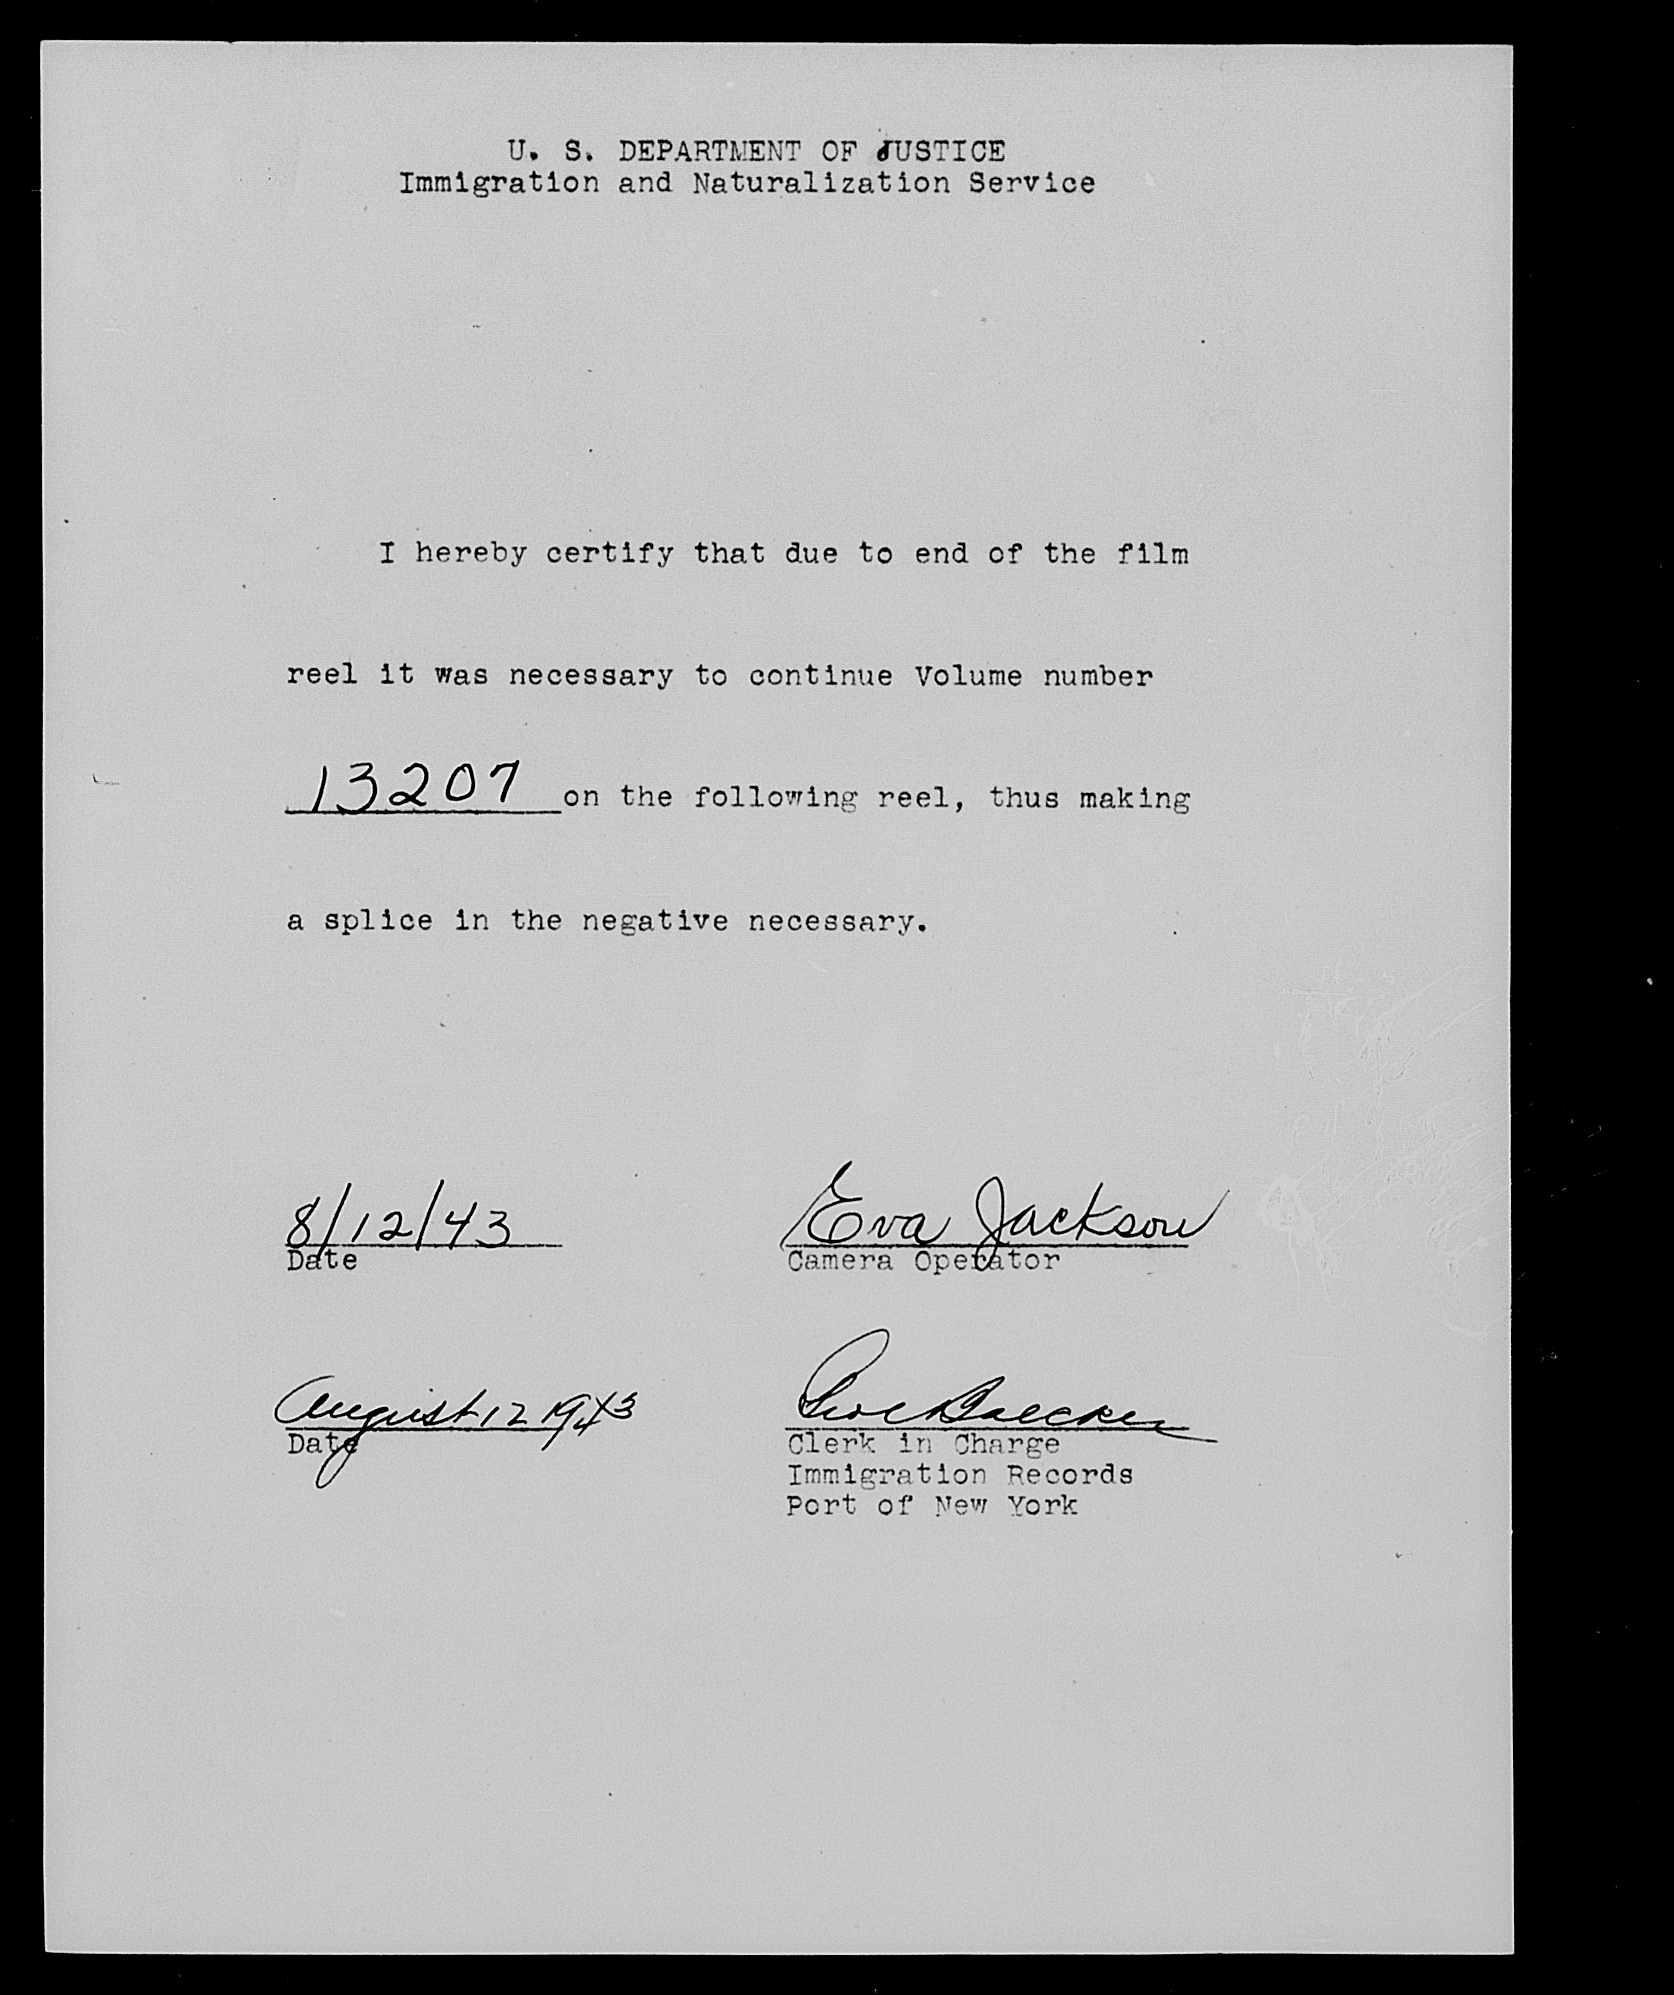 U. S. DEPARTMENT OF JUSTICE
Immigration and Naturalization Service
I hereby certify that due to end of the film
reel it was necessary to continue Volume number
13207 on the following reel, thus making
a splice in the negative necessary.
8/12/43 Eva Jackson
Date Camera Operator
August 12 1943
Date Clerk in Charge
Immigration Records
Port of New York